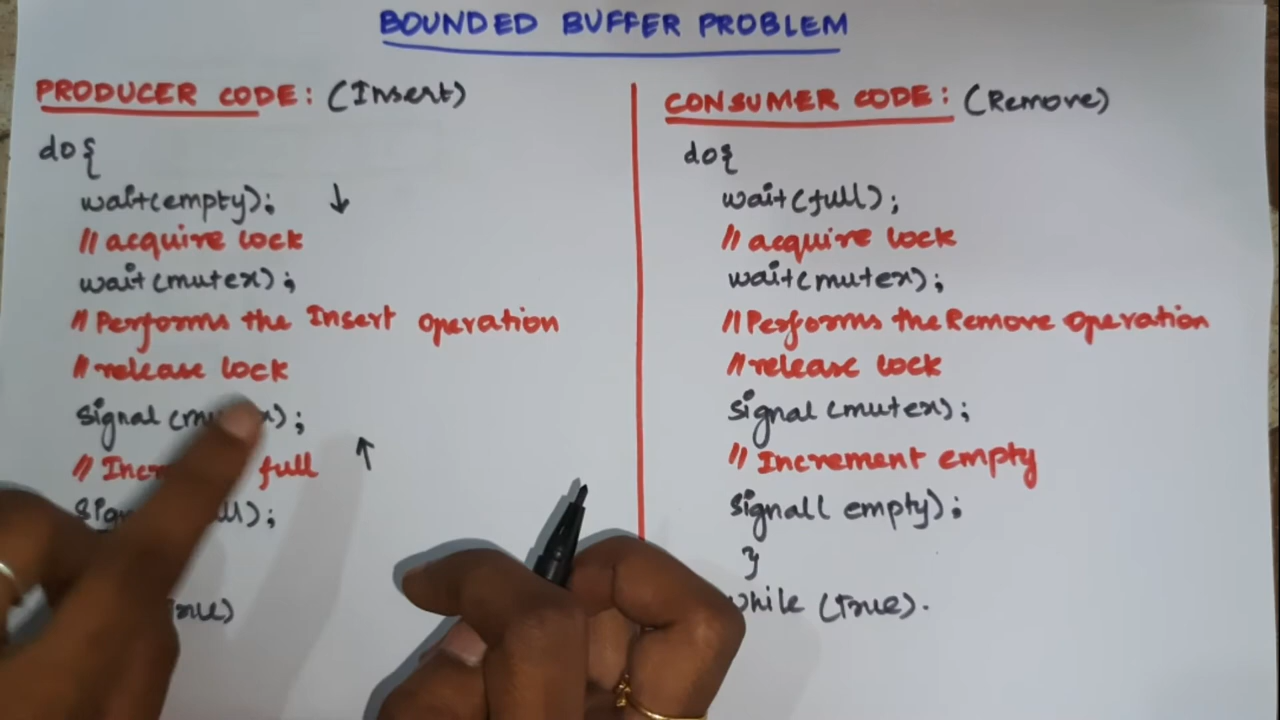 BOUNDED BUFFER PROBLEM
PRODUCER CODE: (Insert)
do{
wait(empty); ↓
// acquire lock
wait(mutex);
// Performs the Insert operation
// release lock
signal
// full ↑
CONSUMER CODE: (Remove)
do{
wait(full);
// acquire lock
wait(mutex);
// Performs the Remove operation
// release lock
signal(mutex);
// Increment empty
signal( empty);
}
while (true).